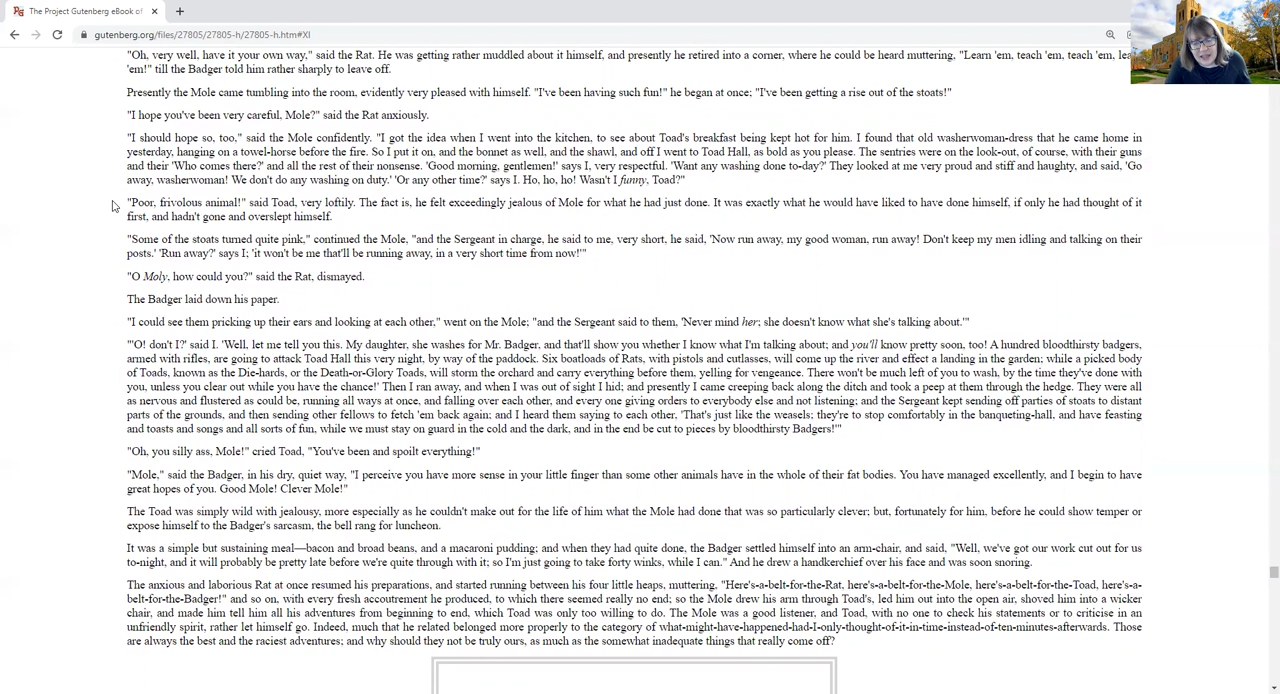 The Project Gutenberg eBook of
gutenberg.org/files/27805-h/27805-h.htm#XI
"Oh, very well, have it your own way," said the Rat. He was getting rather muddled about it himself, and presently he retired into a corner, where he could be heard muttering, "Learn 'em, teach 'em, teach 'em,
'em!" till the Badger told him rather sharply to leave off.
Presently the Mole came tumbling into the room, evidently very pleased with himself. "I've been having such fun!" he began at once; "I've been getting a rise out of the stoats!"
"I hope you've been very careful, Mole?" said the Rat anxiously.
"I should hope so, too," said the Mole confidently. "I got the idea when I went into the kitchen, to see about Toad's breakfast being kept hot for him. I found that old washerwoman-dress that he came home in
yesterday, hanging on a towel-horse before the fire. So I put it on, and the bonnet as well, and the shawl, and off I went to Toad Hall, as bold as you please. The sentries were on the look-out, of course, with their guns
and their 'Who comes there?' and all the rest of their nonsense. 'Good morning, gentlemen!' says I, very respectful. 'Want any washing done to-day?' They looked at me very proud and stiff and haughty, and said, 'Go
away, washerwoman! We don't do any washing on duty.' 'Or any other time?' says I. Ho, ho, ho! Wasn't I funny, Toad?"
"Poor, frivolous animal!" said Toad, very loftily. The fact is, he felt exceedingly jealous of Mole for what he had just done. It was exactly what he would have liked to have done himself, if only he had thought of it
first, and hadn't gone and overslept himself.
"Some of the stoats turned quite pink," continued the Mole, "and the Sergeant in charge, he said to me, very short, he said, 'Now run away, my good woman, run away! Don't keep my men idling and talking on their
posts.' 'Run away?' says I; 'it won't be me that'll be running away, in a very short time from now!'"
"O Moly, how could you?" said the Rat, dismayed.
The Badger laid down his paper.
"I could see them pricking up their ears and looking at each other," went on the Mole; "and the Sergeant said to them, 'Never mind her; she doesn't know what she's talking about.'"
"'O! don't I?' said I. 'Well, let me tell you this. My daughter, she washes for Mr. Badger, and that'll show you whether I know what I'm talking about; and you'll know pretty soon, too! A hundred bloodthirsty badgers,
armed with rifles, are going to attack Toad Hall this very night, by way of the paddock. Six boatloads of Rats, with pistols and cutlasses, will come up the river and effect a landing in the garden; while a picked body
of Toads, known as the Die-hards, or the Death-or-Glory Toads, will storm the orchard and carry everything before them, yelling for vengeance. There won't be much left of you to wash, by the time they've done with
you, unless you clear out while you have the chance!' Then I ran away, and when I was out of sight I hid; and presently I came creeping back along the ditch and took a peep at them through the hedge. They were all
as nervous and flustered as could be, running all ways at once, and falling over each other, and every one giving orders to everybody else and not listening; and the Sergeant kept sending off parties of stoats to distant
parts of the grounds, and then sending other fellows to fetch 'em back again; and I heard them saying to each other, 'That's just like the weasels; they're to stop comfortably in the banqueting-hall, and have feasting
and toasts and songs and all sorts of fun, while we must stay on guard in the cold and the dark, and in the end be cut to pieces by bloodthirsty Badgers!'"
"Oh, you silly ass, Mole!" cried Toad, "You've been and spoilt everything!"
"Mole," said the Badger, in his dry, quiet way, "I perceive you have more sense in your little finger than some other animals have in the whole of their fat bodies. You have managed excellently, and I begin to have
great hopes of you. Good Mole! Clever Mole!"
The Toad was simply wild with jealousy, more especially as he couldn't make out for the life of him what the Mole had done that was so particularly clever; but, fortunately for him, before he could show temper or
expose himself to the Badger's sarcasm, the bell rang for luncheon.
It was a simple but sustaining meal—bacon and broad beans, and a macaroni pudding; and when they had quite done, the Badger settled himself into an arm-chair, and said, "Well, we've got our work cut out for us
to-night, and it will probably be pretty late before we're quite through with it; so I'm just going to take forty winks, while I can." And he drew a handkerchief over his face and was soon snoring.
The anxious and laborious Rat at once resumed his preparations, and started running between his four little heaps, muttering, "Here's-a-belt-for-the-Rat, here's-a-belt-for-the-Mole, here's-a-belt-for-the-Toad, here's-a-
belt-for-the-Badger!" and so on, with every fresh accoutrement he produced, to which there seemed really no end; so the Mole drew his arm through Toad's, led him out into the open air, shoved him into a wicker
chair, and made him tell him all his adventures from beginning to end, which Toad was only too willing to do. The Mole was a good listener, and Toad, with no one to check his statements or to criticise in an
unfriendly spirit, rather let himself go. Indeed, much that he related belonged more properly to the category of what-might-have-happened-had-I-only-thought-of-it-in-time-instead-of-ten-minutes-afterwards. Those
are always the best and the raciest adventures; and why should they not be truly ours, as much as the somewhat inadequate things that really come off?